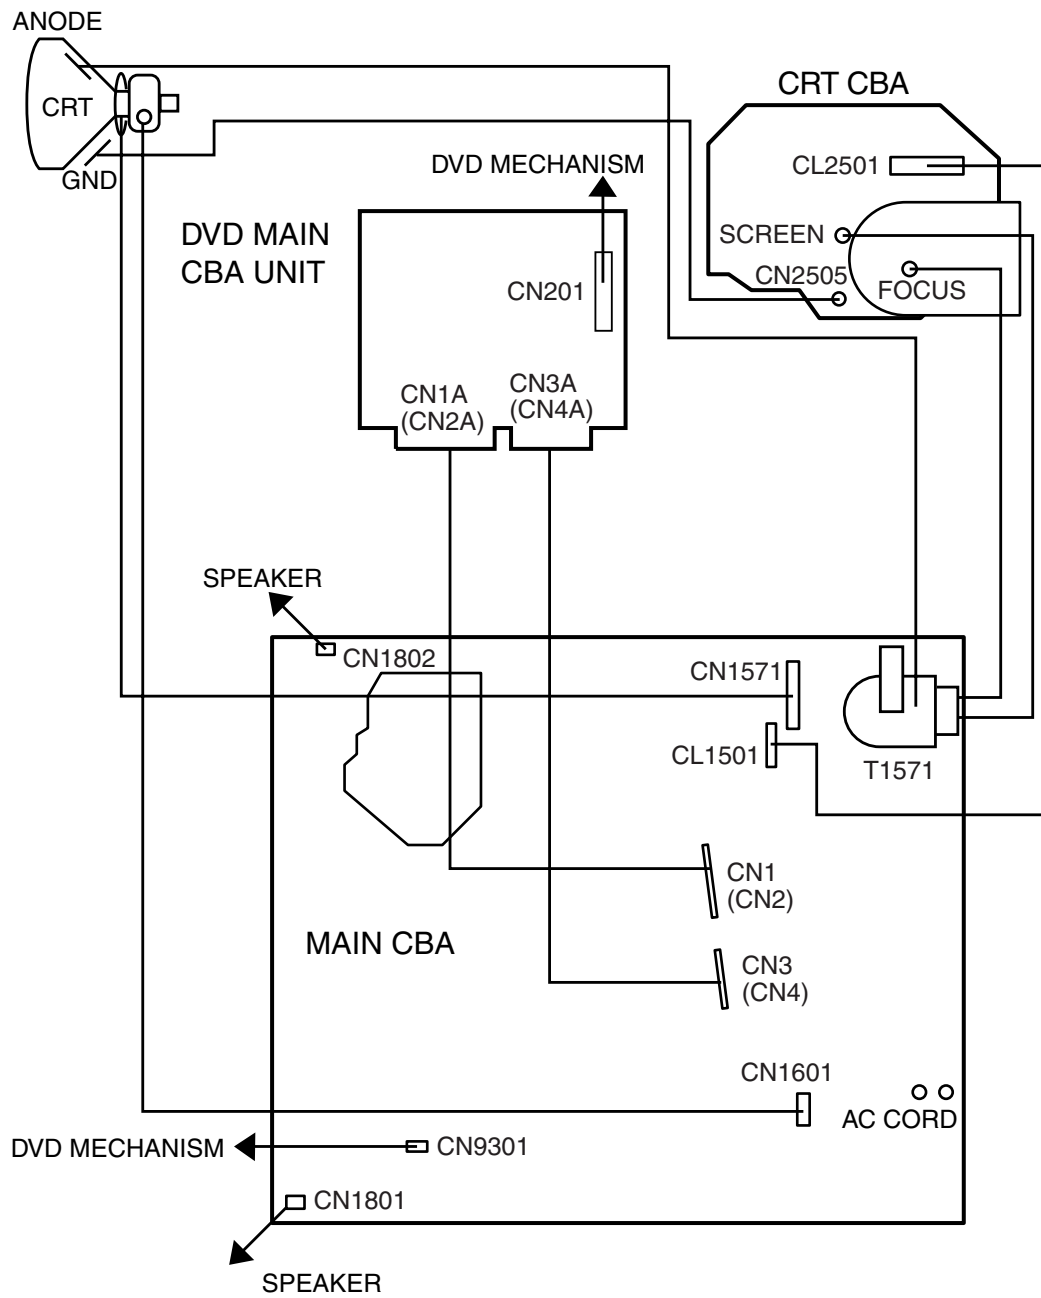 ANODE
CRT
GND
CRT CBA
CL2501
SCREEN
CN2505
FOCUS
DVD MECHANISM
DVD MAIN
CBA UNIT
CN201
CN1A
(CN2A)
CN3A
(CN4A)
SPEAKER
CN1802
CN1571
CL1501
T1571
CN1
(CN2)
MAIN CBA
CN3
(CN4)
CN1601
AC CORD
DVD MECHANISM
CN9301
CN1801
SPEAKER